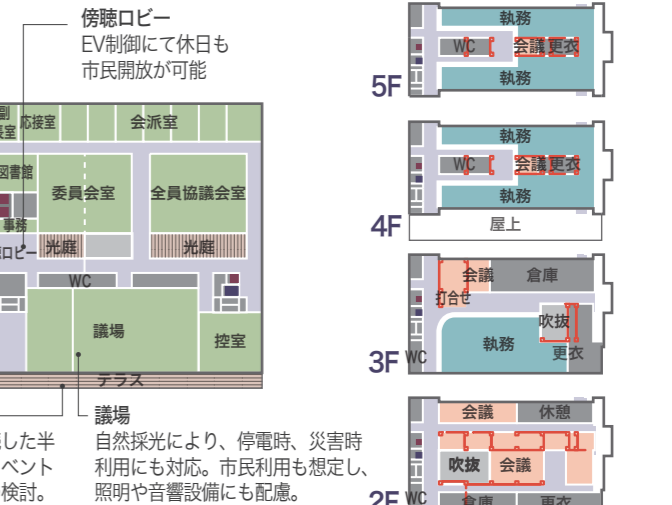 傍聴ロビー
EV制御にて休日も
市民開放が可能
応接室
会派室
図書館
委員会室
全員協議会室
事務
ロビー
光庭
光庭
WC
議場
控室
テラス
議場
自然採光により、停電時、災害時
利用にも対応。市民利用も想定し、
照明や音響設備にも配慮。
した半
ベント
検討。
5F
執務
WC
会議
更衣
執務
4F
執務
WC
会議
更衣
執務
屋上
3F
会議
倉庫
打合せ
吹抜
執務
WC
更衣
2F
会議
休憩
吹抜
会議
WC
倉庫
更衣